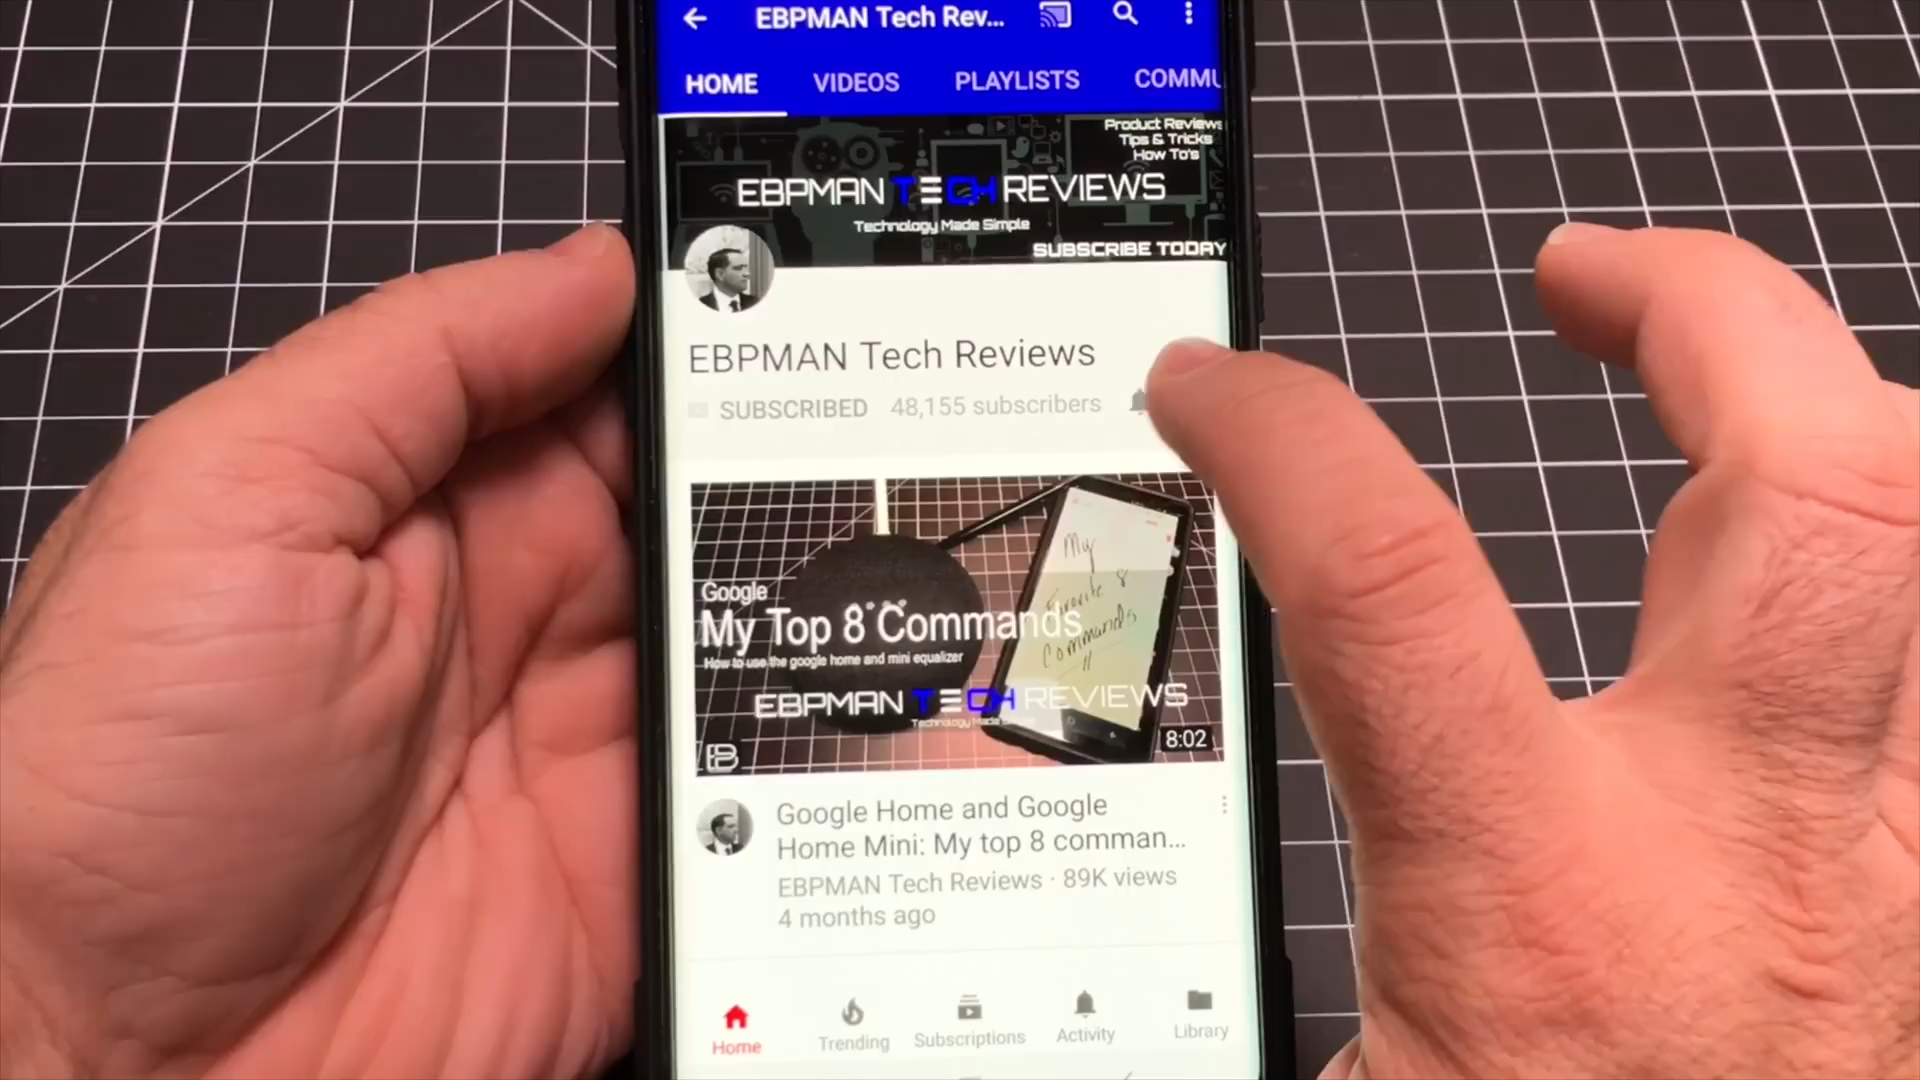 EBPMAN Tech Rev...
HOME VIDEOS PLAYLISTS COMMU
Product Reviews
Tips & Tricks
How To's
EBPMAN TECH REVIEWS
Technology Made Simple
SUBSCRIBE TODAY
EBPMAN Tech Reviews
SUBSCRIBED 48,155 subscribers
My
Favorite 8
Commands
Google
My Top 8 Commands
How to use the google home and mini equalizer
EBPMAN TECH REVIEWS
Technology Made Simple
8:02
Google Home and Google
Home Mini: My top 8 comman...
EBPMAN Tech Reviews · 89K views
4 months ago
Home Trending Subscriptions Activity Library